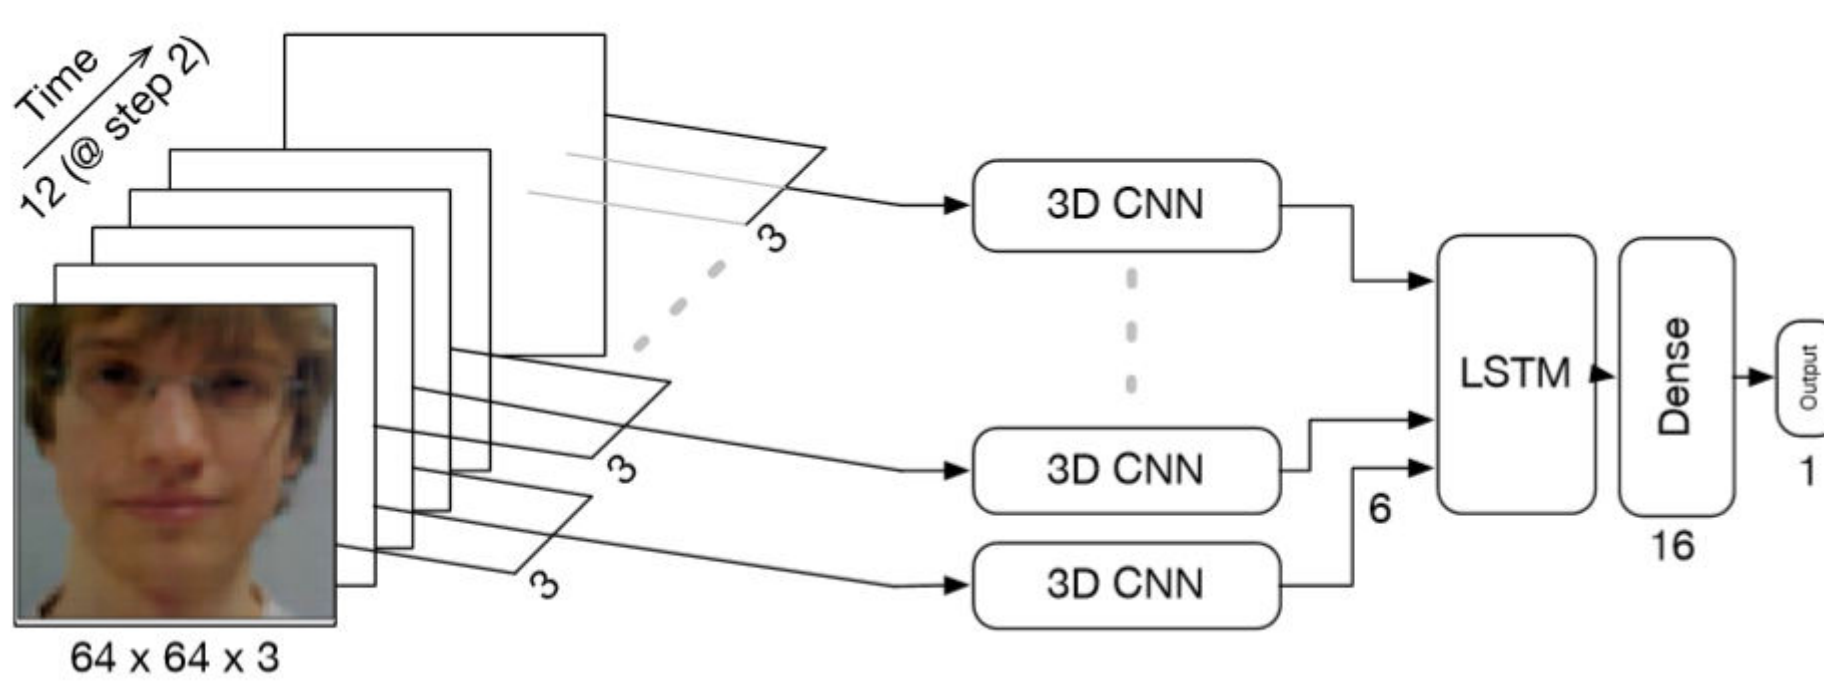 Time
12 (@ step 2)
3
3
3
64 x 64 x 3
3D CNN
3D CNN
3D CNN
6
LSTM
Dense
16
Output
1